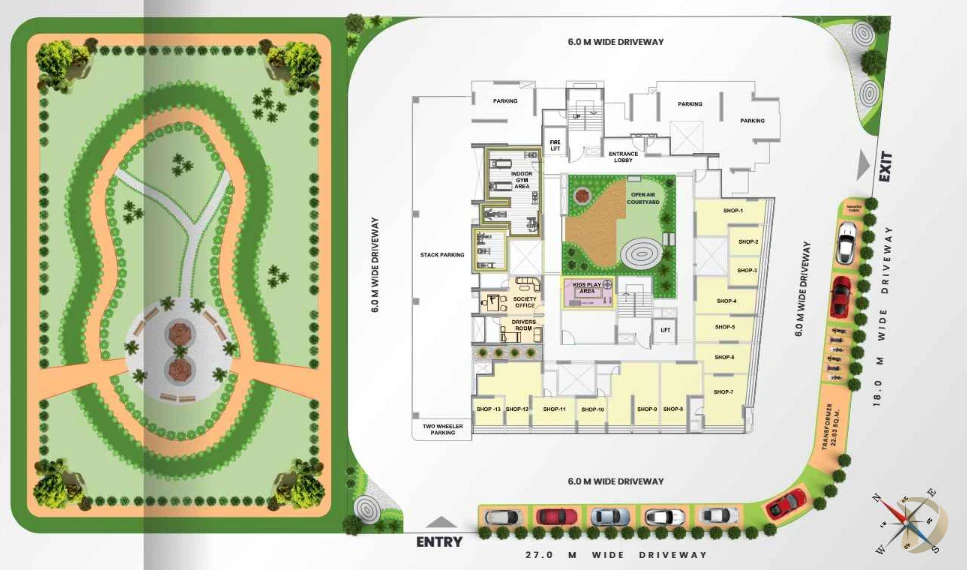 6.0 M WIDE DRIVEWAY
PARKING
PARKING
PARKING
UP
FIRE
LIFT
ENTRANCE
LOBBY
EXIT
INDOOR
GYM
AREA
OPEN AIR
COURTYARD
SHOP-1
6.0 M WIDE DRIVEWAY
STACK PARKING
SHOP-2
SHOP-3
6.0 M WIDE DRIVEWAY
18.0 M WIDE DRIVEWAY
KIDS PLAY
AREA
SOCIETY
OFFICE
SHOP-4
DRIVERS
ROOM
LIFT
SHOP-5
SHOP-6
SHOP-7
SHOP -13
SHOP-12
SHOP-11
SHOP-10
SHOP-9
SHOP-8
TWO WHEELER
PARKING
TRANSFORMER
22.03 SQ.M.
6.0 M WIDE DRIVEWAY
ENTRY
27.0 M WIDE DRIVEWAY
N
E
W
S